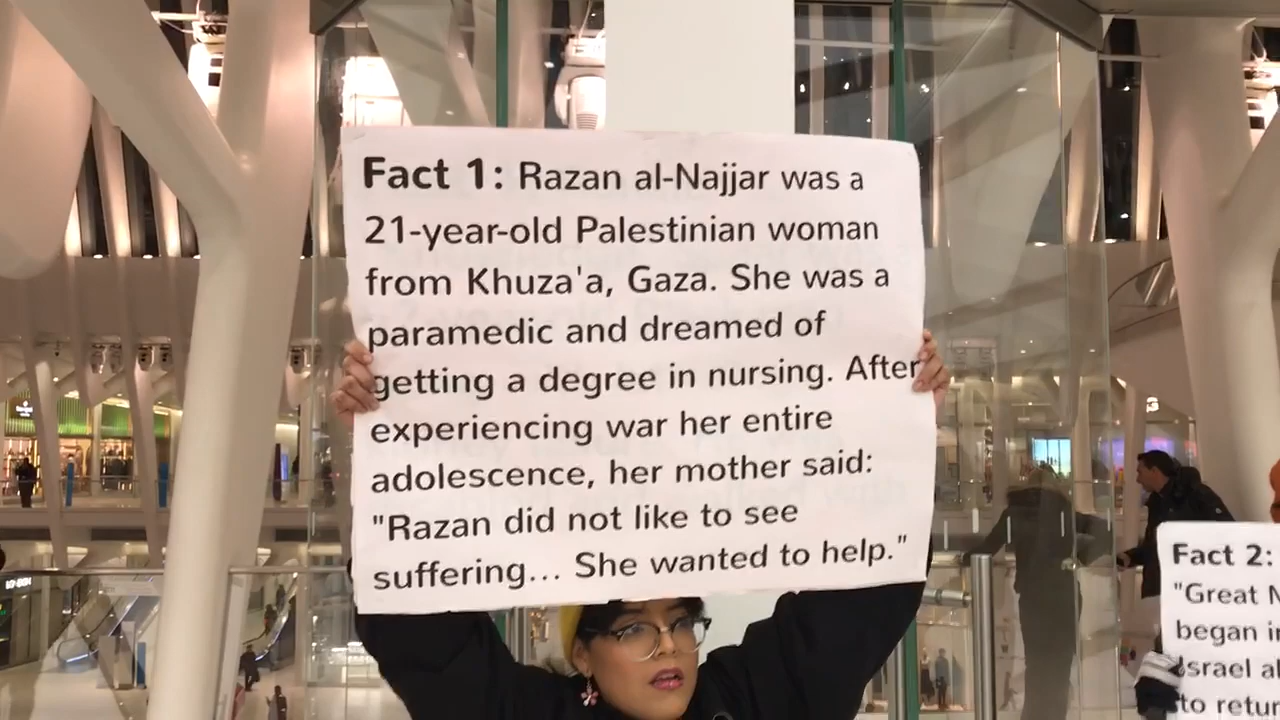 Fact 1: Razan al-Najjar was a
21-year-old Palestinian woman
from Khuza'a, Gaza. She was a
paramedic and dreamed of
getting a degree in nursing. After
experiencing war her entire
adolescence, her mother said:
"Razan did not like to see
suffering... She wanted to help."
Fact 2:
"Great
began
Israel
to